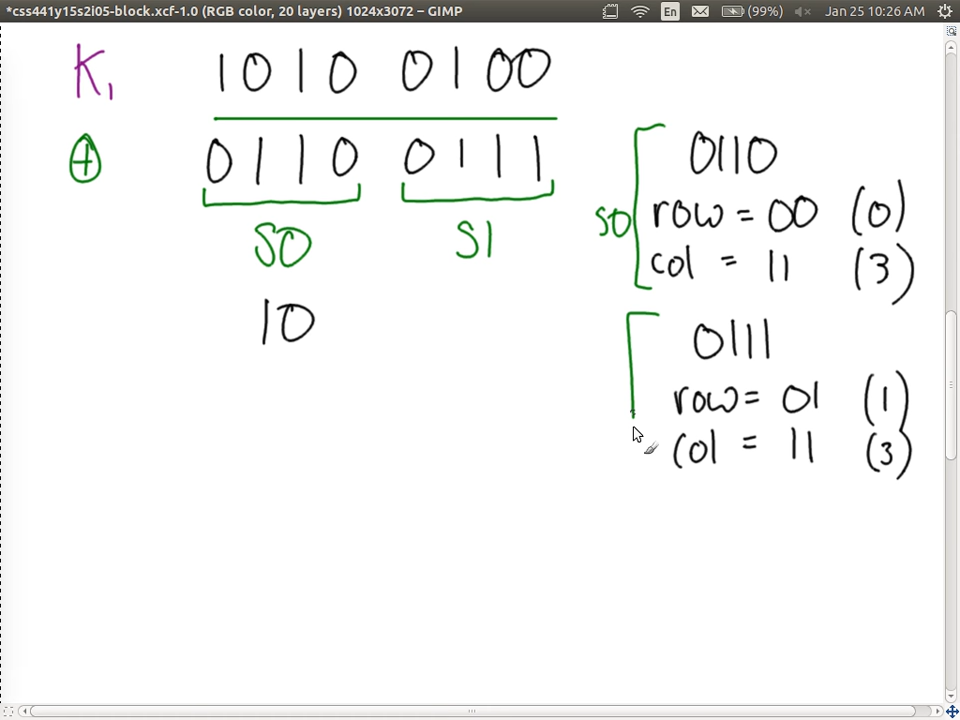 *css441y15s2i05-block.xcf-1.0 (RGB color, 20 layers) 1024x3072 – GIMP
En
(99%)
Jan 25 10:26 AM
K1 1010 0100
⊕ 0110 0111
S0 S1
10
S0
0110
row = 00 (0)
col = 11 (3)
0111
row = 01 (1)
col = 11 (3)